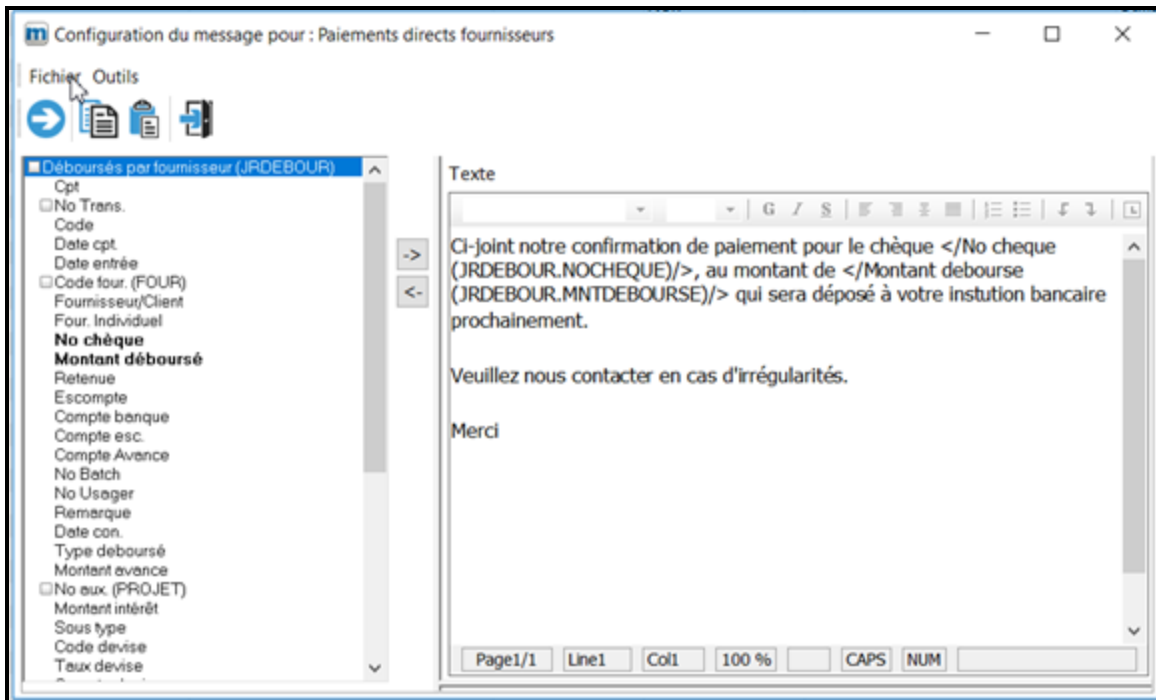 m Configuration du message pour : Paiements directs fournisseurs
Fichier Outils
Déboursés par fournisseur (JRDEBOUR)
Cpt
No Trans.
Code
Date cpt.
Date entrée
Code four. (FOUR)
Fournisseur/Client
Four. Individuel
No chèque
Montant déboursé
Retenue
Escompte
Compte banque
Compte esc.
Compte Avance
No Batch
No Usager
Remarque
Date con.
Type deboursé
Montant avance
No aux. (PROJET)
Montant intérêt
Sous type
Code devise
Taux devise
->
<-
Texte
G I S
Ci-joint notre confirmation de paiement pour le chèque </No cheque
(JRDEBOUR.NOCHEQUE)/>, au montant de </Montant debourse
(JRDEBOUR.MNTDEBOURSE)/> qui sera déposé à votre instution bancaire
prochainement.
Veuillez nous contacter en cas d'irrégularités.
Merci
Page1/1 Line1 Col1 100 % CAPS NUM